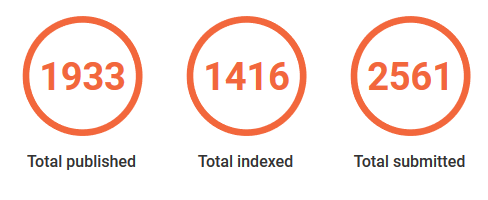 1933 1416 2561
Total published Total indexed Total submitted